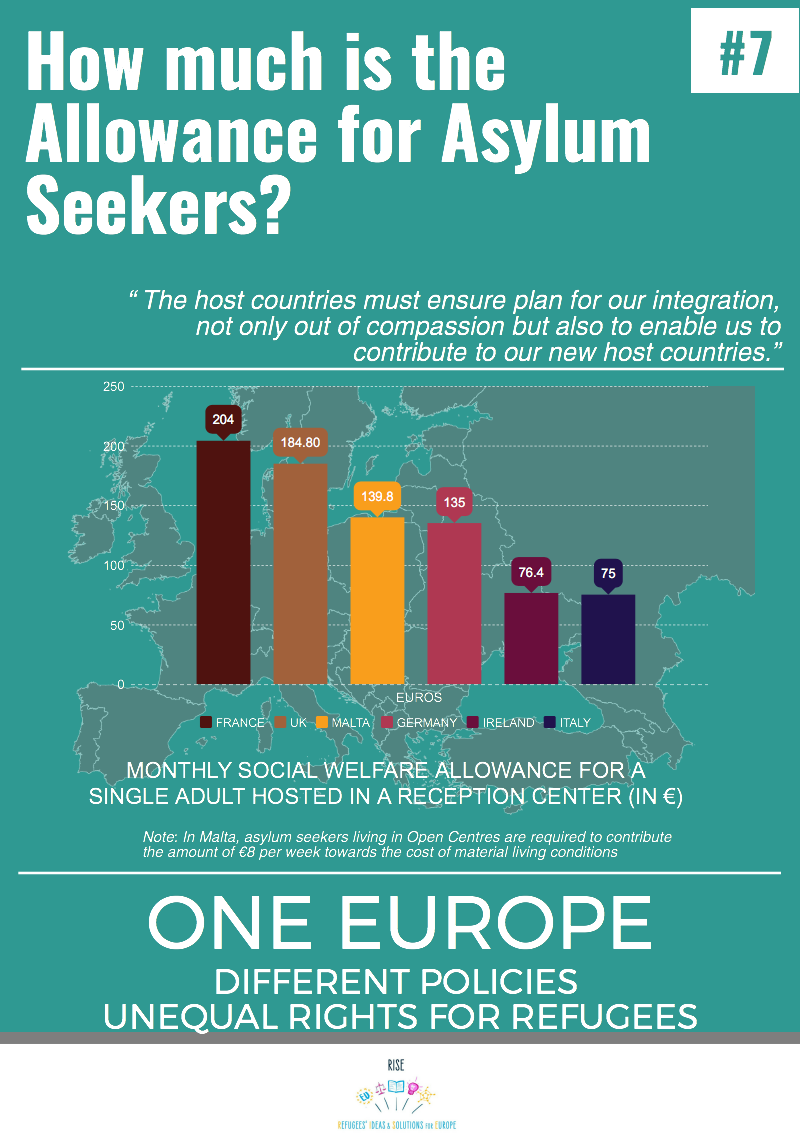 #7
How much is the
Allowance for Asylum
Seekers?
“ The host countries must ensure plan for our integration,
not only out of compassion but also to enable us to
contribute to our new host countries.”
250
200
150
100
50
0
204
184.80
139.8
135
76.4
75
EUROS
FRANCE UK MALTA GERMANY IRELAND ITALY
MONTHLY SOCIAL WELFARE ALLOWANCE FOR A
SINGLE ADULT HOSTED IN A RECEPTION CENTER (IN €)
Note: In Malta, asylum seekers living in Open Centres are required to contribute
the amount of €8 per week towards the cost of material living conditions
ONE EUROPE
DIFFERENT POLICIES
UNEQUAL RIGHTS FOR REFUGEES
RISE
ED
REFUGEES' IDEAS & SOLUTIONS FOR EUROPE